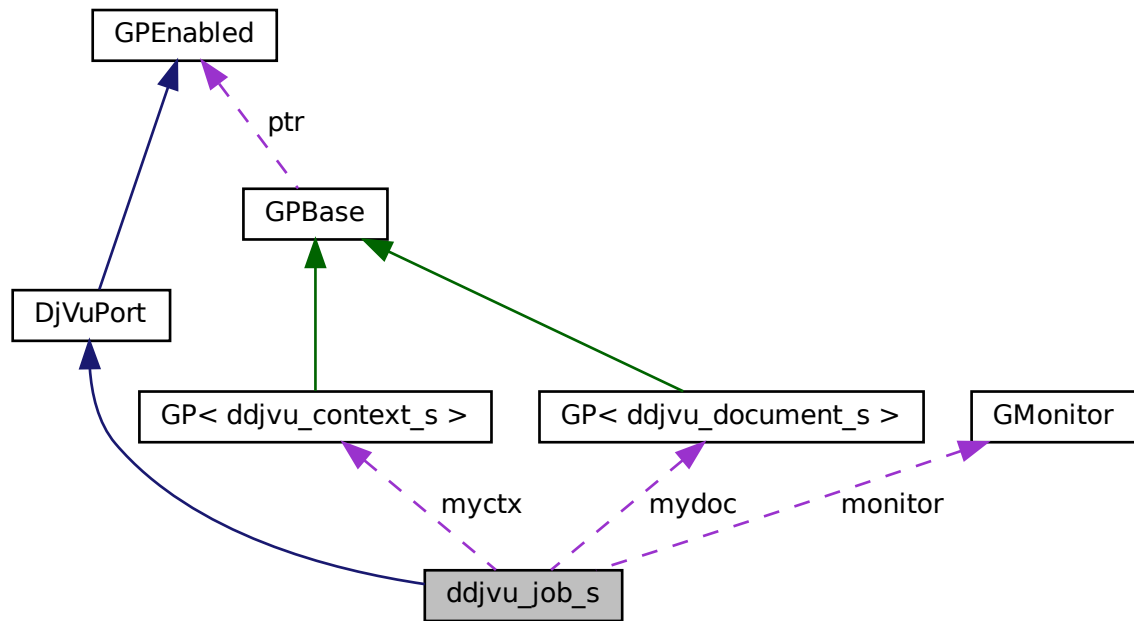 GPEnabled
ptr
GPBase
DjVuPort
GP< ddjvu_context_s >
GP< ddjvu_document_s >
GMonitor
myctx
mydoc
monitor
ddjvu_job_s